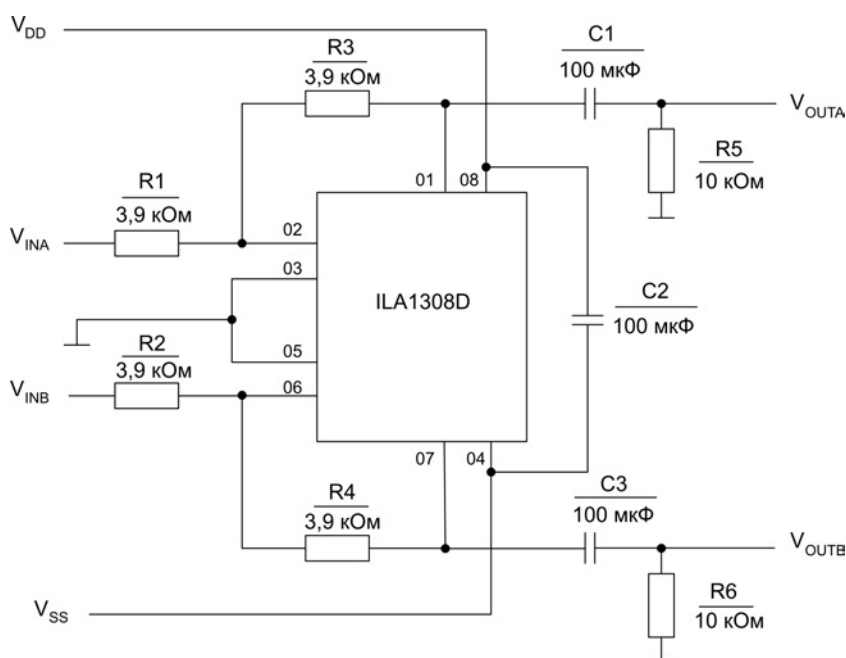 V_DD
C1
100 мкФ
R3
3,9 кОм
V_OUTA
R5
10 кОм
01
08
R1
3,9 кОм
02
V_INA
03
ILA1308D
C2
100 мкФ
R2
3,9 кОм
05
06
V_INB
07
04
C3
100 мкФ
R4
3,9 кОм
V_OUTB
R6
10 кОм
V_SS